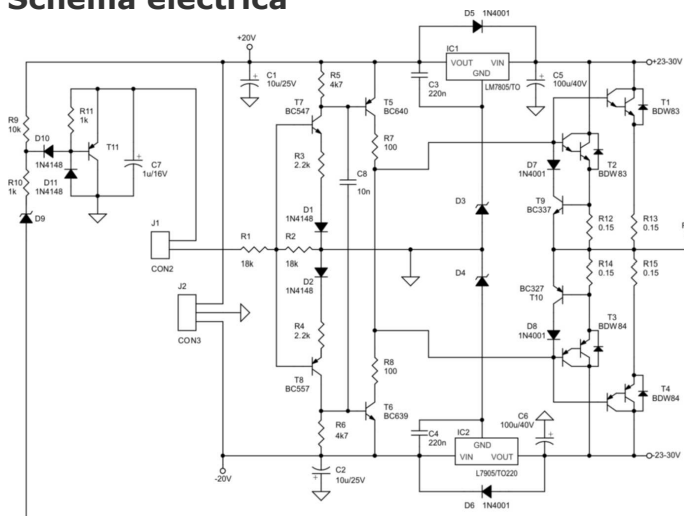 Schema electrica
D5 1N4001
+20V
IC1
VOUT VIN
GND
LM7805/TO
+23-30V
C1
10u/25V
R5
4k7
C3
220n
C5
100u/40V
T7
BC547
T5
BC640
T1
BDW83
R9
10k
R11
1k
D10
1N4148
T11
C7
1u/16V
R7
100
R3
2.2k
C8
10n
D7
1N4001
T2
BDW83
R10
1k
D11
1N4148
D9
D1
1N4148
D3
T9
BC337
R12
0.15
R13
0.15
J1
CON2
R1
18k
R2
18k
D4
R14
0.15
R15
0.15
D2
1N4148
BC327
T10
J2
CON3
R4
2.2k
D8
1N4001
T3
BDW84
T8
BC557
R8
100
T6
BC639
T4
BDW84
R6
4k7
C4
220n
IC2
GND
VIN VOUT
L7905/TO220
C6
100u/40V
-20V
-23-30V
C2
10u/25V
D6 1N4001